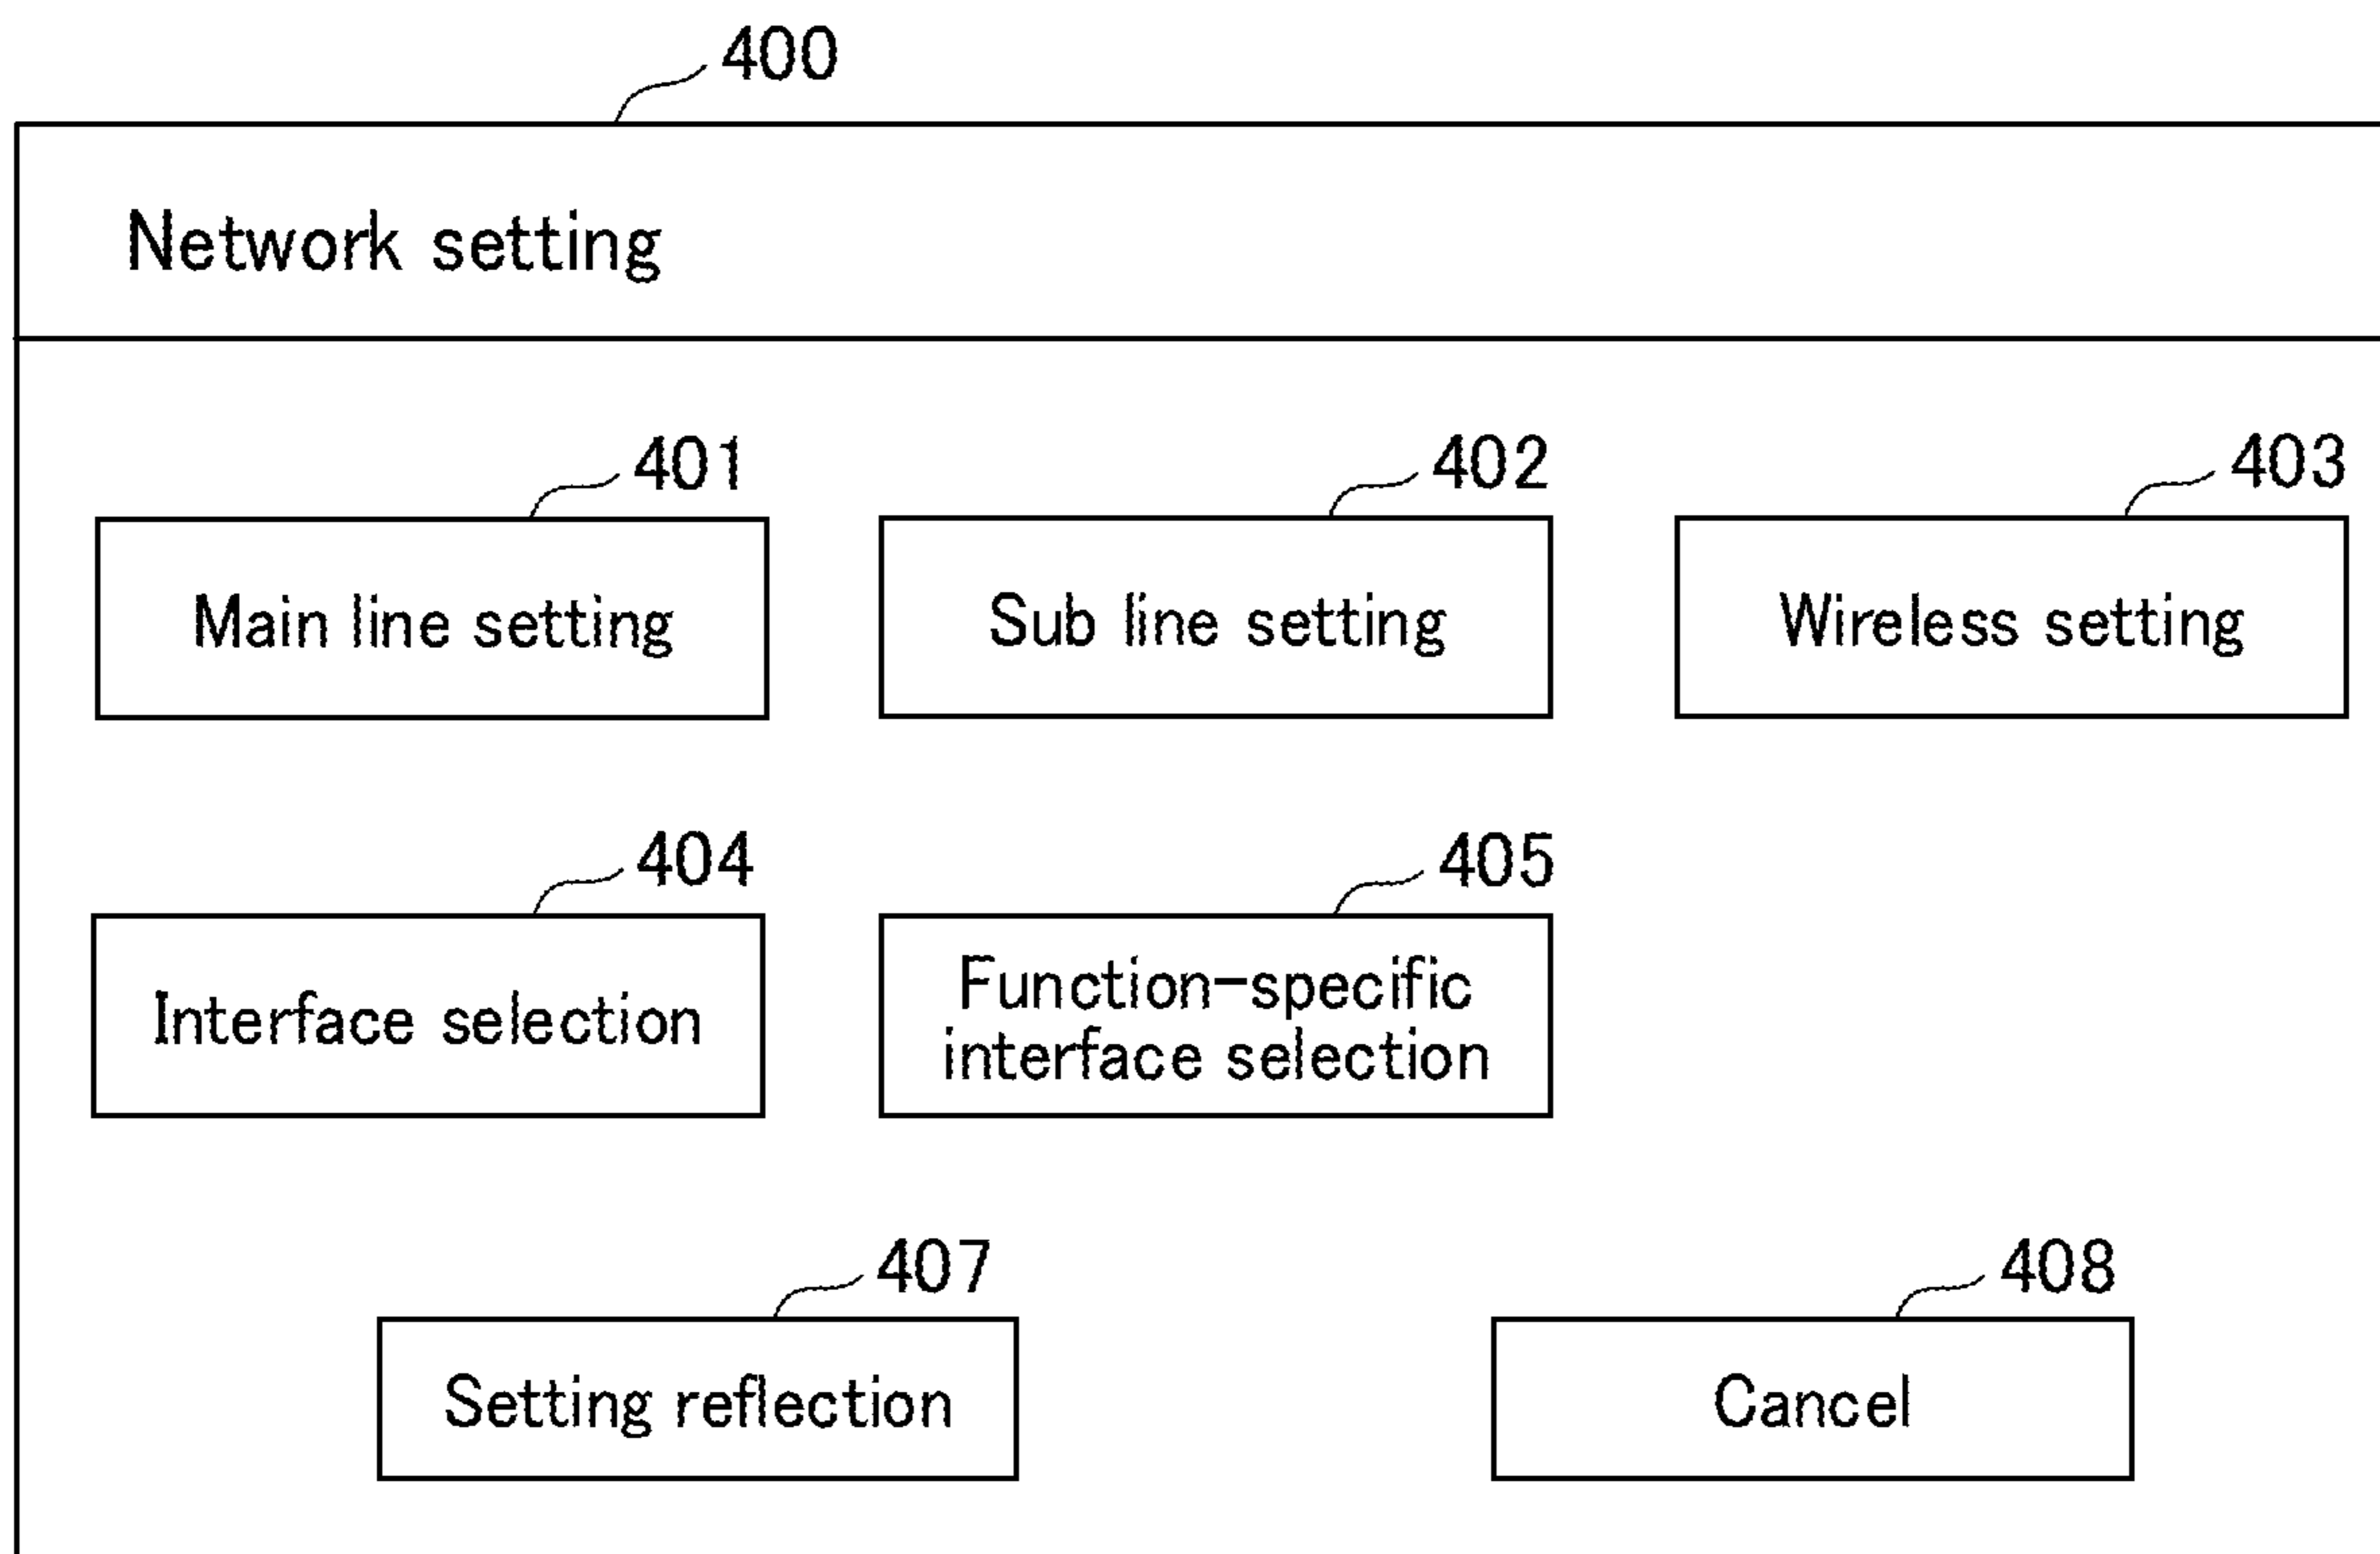 400
Network setting
401
402
403
Main line setting
Sub line setting
Wireless setting
404
405
Interface selection
Function-specific
interface selection
407
408
Setting reflection
Cancel